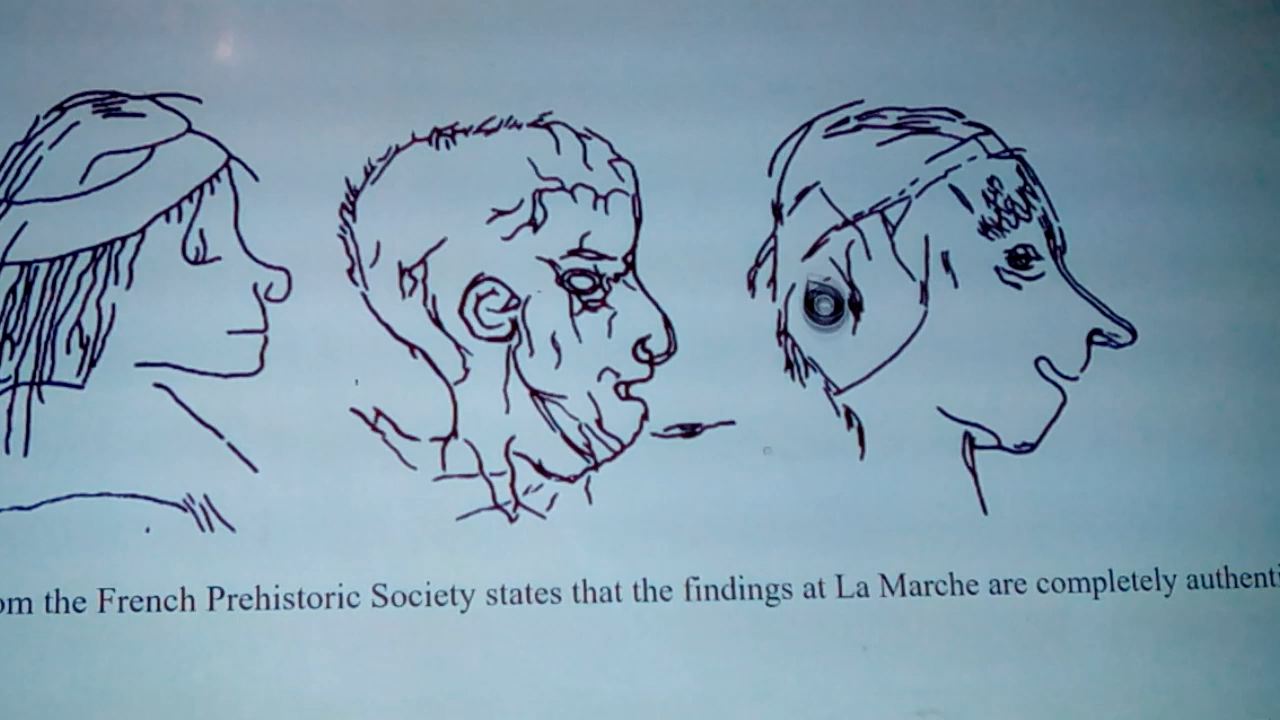 om the French Prehistoric Society states that the findings at La Marche are completely authenti